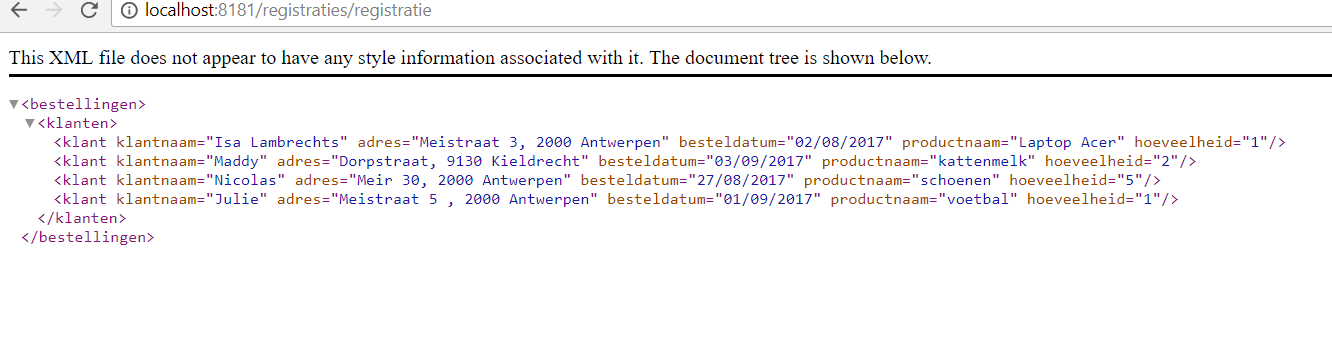 localhost:8181/registraties/registratie
This XML file does not appear to have any style information associated with it. The document tree is shown below.
▼<bestellingen>
▼<klanten>
<klant klantnaam="Isa Lambrechts" adres="Meistraat 3, 2000 Antwerpen" besteldatum="02/08/2017" productnaam="Laptop Acer" hoeveelheid="1"/>
<klant klantnaam="Maddy" adres="Dorpstraat, 9130 Kieldrecht" besteldatum="03/09/2017" productnaam="kattenmelk" hoeveelheid="2"/>
<klant klantnaam="Nicolas" adres="Meir 30, 2000 Antwerpen" besteldatum="27/08/2017" productnaam="schoenen" hoeveelheid="5"/>
<klant klantnaam="Julie" adres="Meistraat 5 , 2000 Antwerpen" besteldatum="01/09/2017" productnaam="voetbal" hoeveelheid="1"/>
</klanten>
</bestellingen>